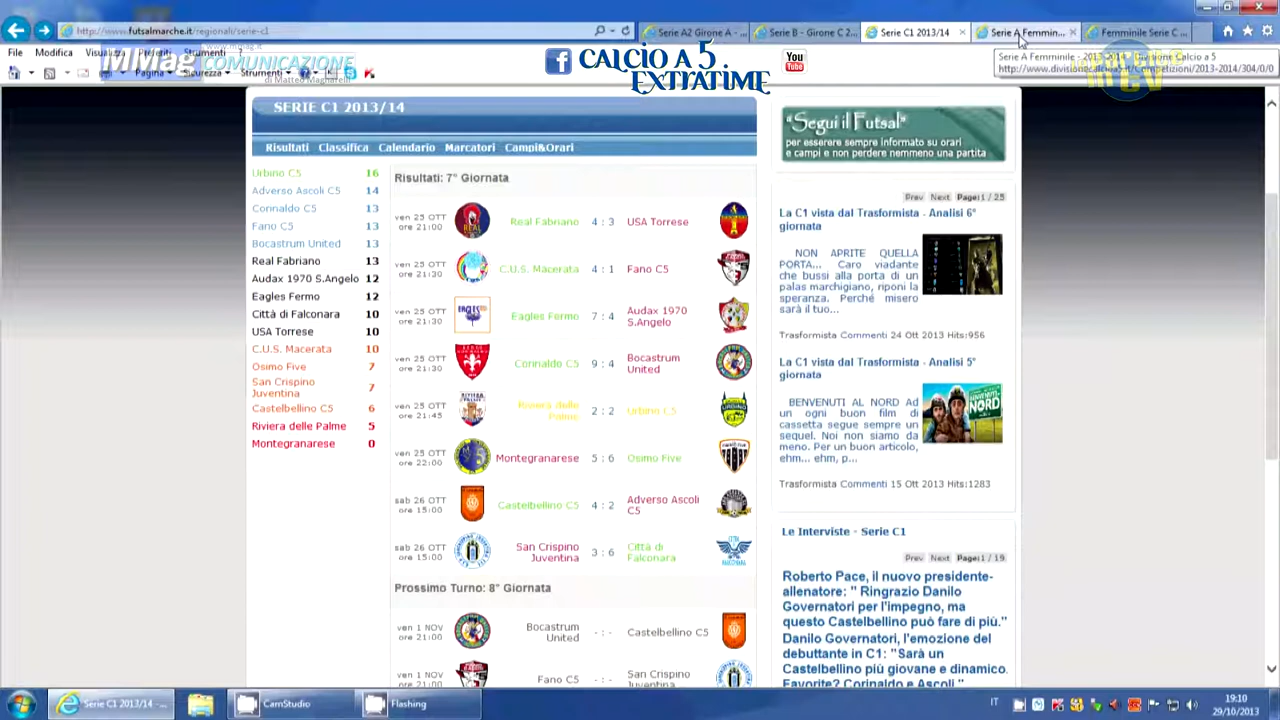 http://www.futsalmarche.it/regionali/serie-c1
Serie A2 Girone A - ...
Serie B - Girone C 2...
Serie C1 2013/14
Serie A Femmin...
Femminile Serie C ...
File Modifica Visualizza Preferiti Strumenti
www.mmag.it
MMag COMUNICAZIONE
di Matteo Magnarelli
Pagina Sicurezza Strumenti
CALCIO A 5
EXTRATIME
You
Tube
Serie A Femminile - 2013-2014 - Divisione Calcio a 5
http://www.divisionecalcioa5.it/competizioni/2013-2014/304/0/0
SERIE C1 2013/14
Risultati Classifica Calendario Marcatori Campi&Orari
Urbino C5 16
Adverso Ascoli C5 14
Corinaldo C5 13
Fano C5 13
Bocastrum United 13
Real Fabriano 13
Audax 1970 S.Angelo 12
Eagles Fermo 12
Città di Falconara 10
USA Torrese 10
C.U.S. Macerata 10
Osimo Five 7
San Crispino
Juventina 7
Castelbellino C5 6
Riviera delle Palme 5
Montegranarese 0
Risultati: 7° Giornata
ven 25 OTT
ore 21:00
Real Fabriano 4 : 3 USA Torrese
ven 25 OTT
ore 21:30
C.U.S. Macerata 4 : 1 Fano C5
ven 25 OTT
ore 21:30
Eagles Fermo 7 : 4 Audax 1970
S.Angelo
ven 25 OTT
ore 21:30
Corinaldo C5 9 : 4 Bocastrum
United
ven 25 OTT
ore 21:45
Riviera delle
Palme 2 : 2 Urbino C5
ven 25 OTT
ore 22:00
Montegranarese 5 : 6 Osimo Five
sab 26 OTT
ore 15:00
Castelbellino C5 4 : 2 Adverso Ascoli
C5
sab 26 OTT
ore 15:00
San Crispino
Juventina 3 : 6 Città di
Falconara
Prossimo Turno: 8° Giornata
ven 1 NOV
ore 21:00
Bocastrum
United - : - Castelbellino C5
ven 1 NOV
ore 21:00
Fano C5 - : - San Crispino
Juventina
"Segui il Futsal"
per esserere sempre informato su orari
e campi e non perdere nemmeno una partita
Prev Next Page:1 / 25
La C1 vista dal Trasformista - Analisi 6°
giornata
NON APRITE QUELLA
PORTA... Caro viadante
che bussi alla porta di un
palas marchigiano, riponi la
speranza. Perché misero
sarà il tuo...
Trasformista Commenti 24 Ott 2013 Hits:956
La C1 vista dal Trasformista - Analisi 5°
giornata
BENVENUTI AL NORD Ad
un ogni buon film di
cassetta segue sempre un
sequel. Noi non siamo da
meno. Per un buon articolo,
ehm... ehm, p...
Trasformista Commenti 15 Ott 2013 Hits:1283
Le Interviste - Serie C1
Prev Next Page:1 / 19
Roberto Pace, il nuovo presidente-
allenatore: " Ringrazio Danilo
Governatori per l'impegno, ma
questo Castelbellino può fare di più."
Danilo Governatori, l'emozione del
debuttante in C1: "Sarà un
Castelbellino più giovane e dinamico.
Favorite? Corinaldo e Ascoli."
Serie C1 2013/14 - ...
CamStudio
Flashing
IT
19:10
29/10/2013